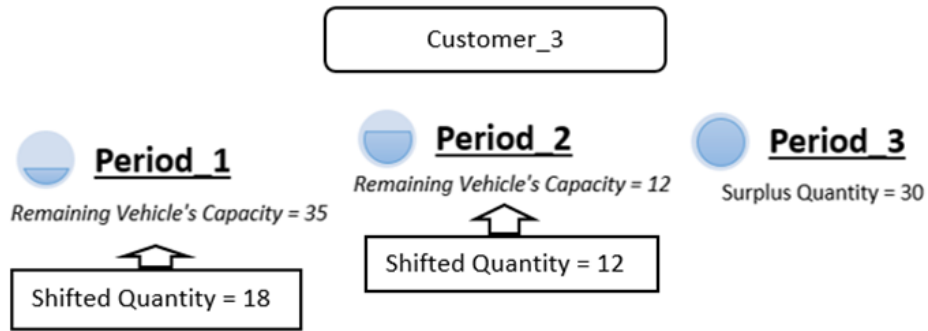 Customer_3
Period_1
Period_2
Period_3
Remaining Vehicle's Capacity = 35
Remaining Vehicle's Capacity = 12
Surplus Quantity = 30
Shifted Quantity = 18
Shifted Quantity = 12